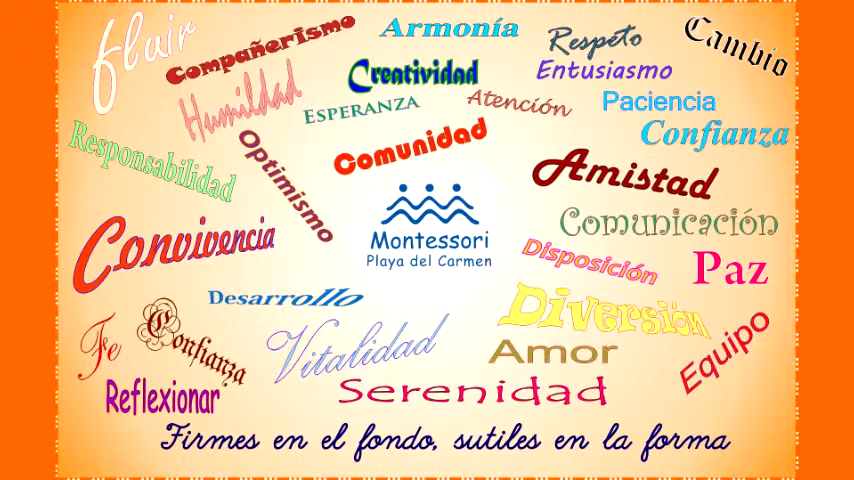 fluir
Compañerismo
Armonía
Respeto
Cambio
Humildad
Creatividad
Entusiasmo
Esperanza
Atención
Paciencia
Confianza
Responsabilidad
Optimismo
Comunidad
Amistad
Convivencia
Montessori
Playa del Carmen
Comunicación
Disposición
Paz
Desarrollo
Diversión
Fe
Confianza
Vitalidad
Amor
Equipo
Reflexionar
Serenidad
Firmes en el fondo, sutiles en la forma